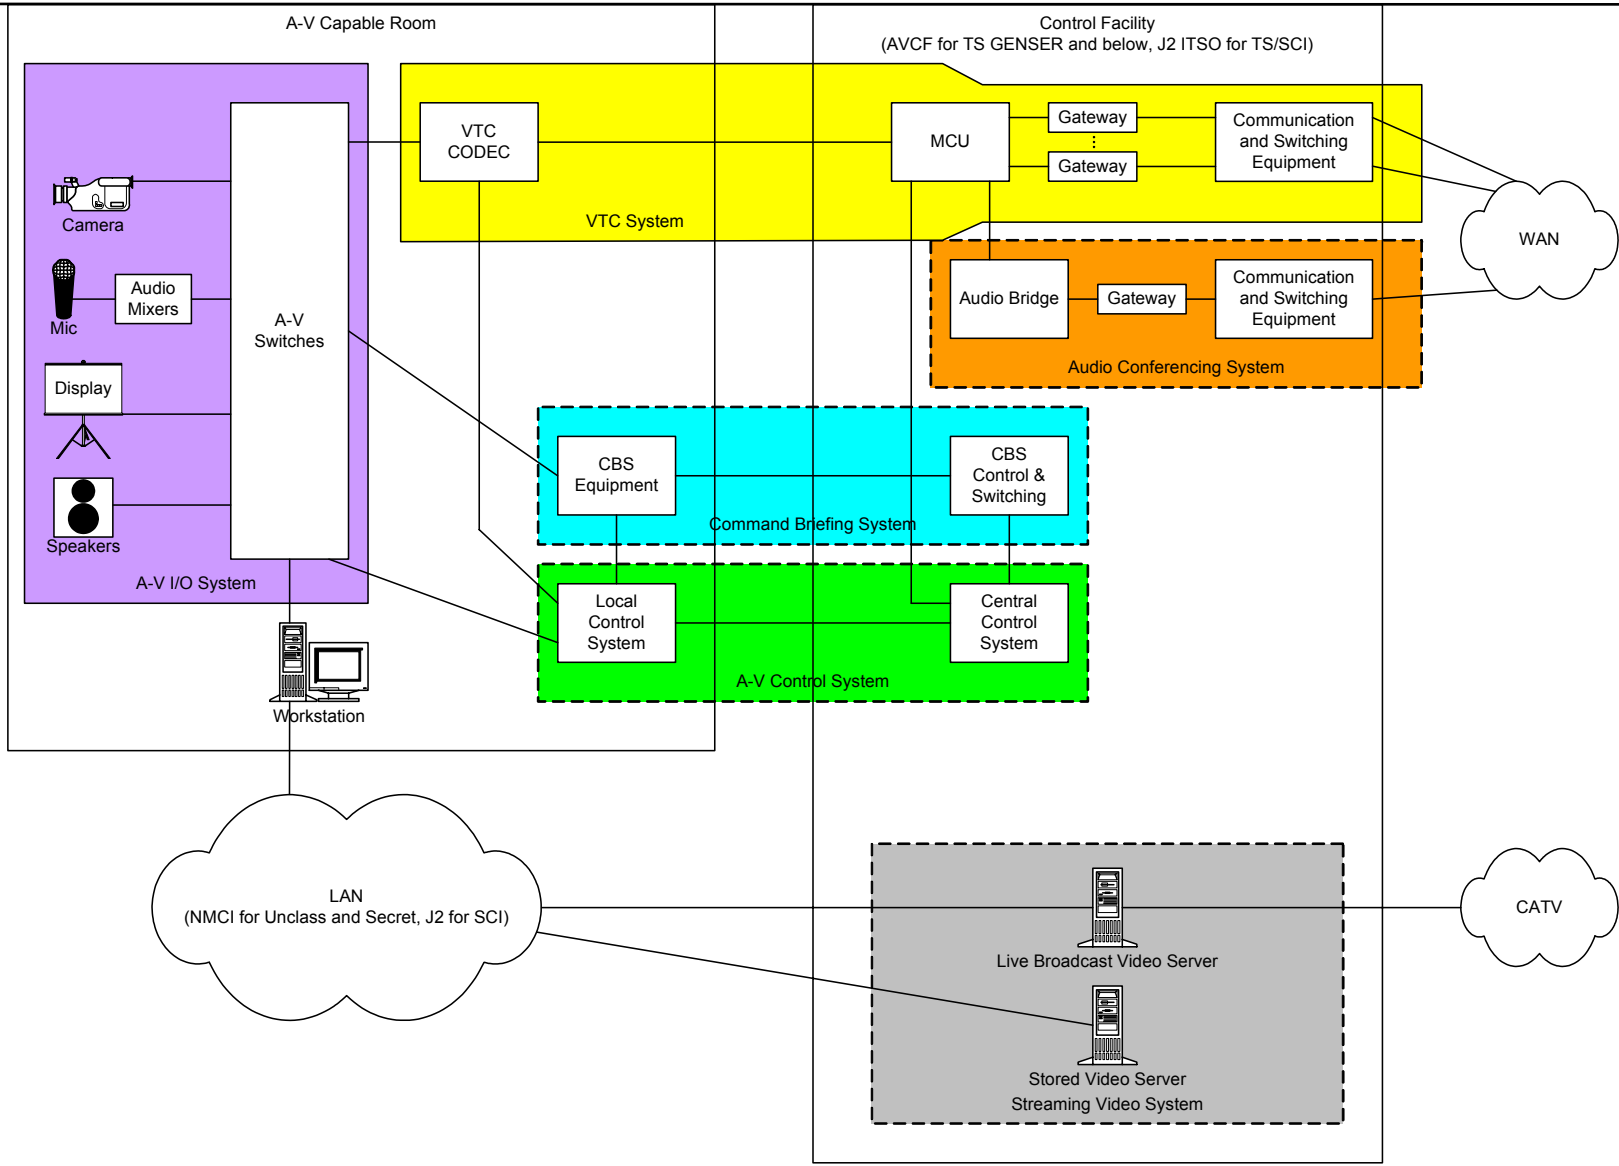 A-V Capable Room
Control Facility
(AVCF for TS GENSER and below, J2 ITSO for TS/SCI)
VTC
CODEC
MCU
Gateway
Gateway
Communication
and Switching
Equipment
VTC System
Camera
Mic
Audio
Mixers
A-V
Switches
Display
Speakers
A-V I/O System
WAN
Audio Bridge
Gateway
Communication
and Switching
Equipment
Audio Conferencing System
CBS
Equipment
CBS
Control &
Switching
Command Briefing System
Local
Control
System
Central
Control
System
A-V Control System
Workstation
LAN
(NMCI for Unclass and Secret, J2 for SCI)
Live Broadcast Video Server
CATV
Stored Video Server
Streaming Video System